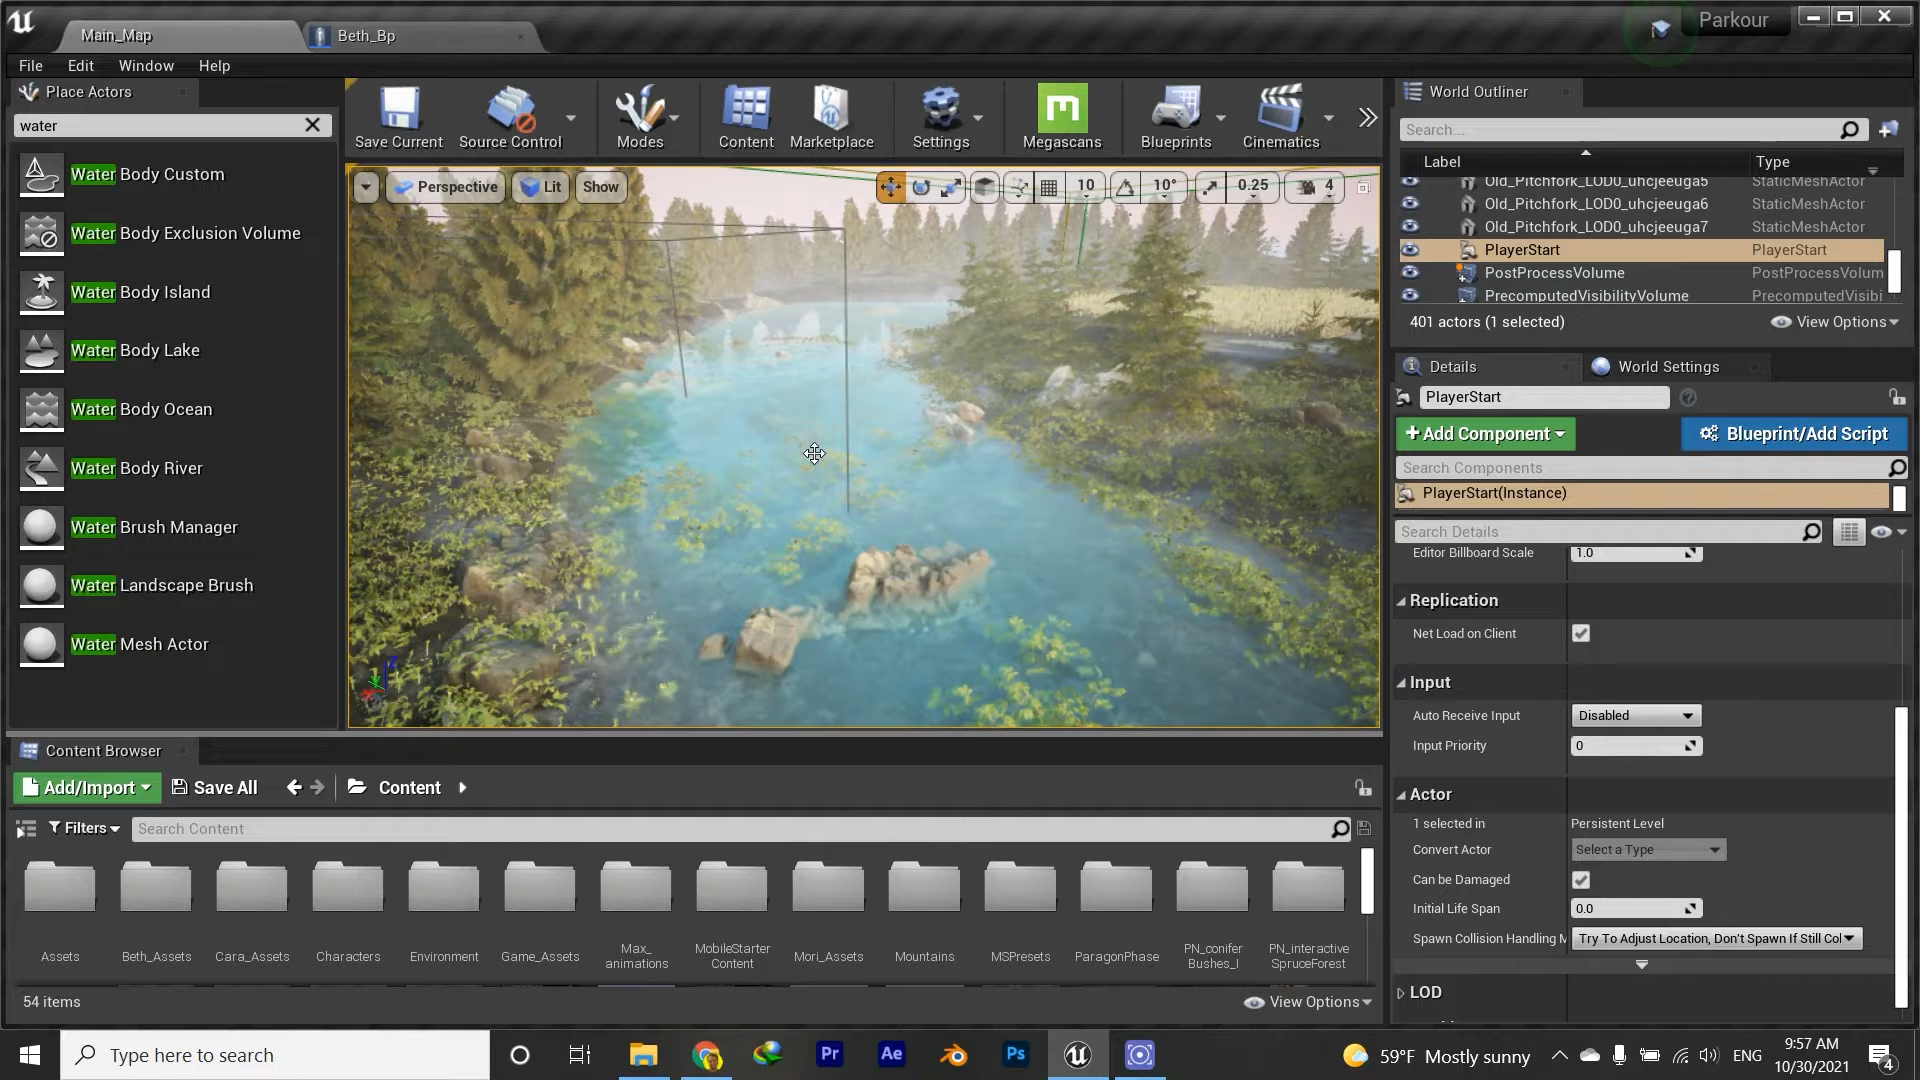 Main_Map
Beth_Bp
Parkour
File Edit Window Help
Place Actors
water
Water Body Custom
Water Body Exclusion Volume
Water Body Island
Water Body Lake
Water Body Ocean
Water Body River
Water Brush Manager
Water Landscape Brush
Water Mesh Actor
Save Current
Source Control
Modes
Content
Marketplace
Settings
Megascans
Blueprints
Cinematics
Perspective
Lit
Show
10
10°
0.25
4
World Outliner
Search...
Label
Type
Old_Pitchfork_LOD0_uhcjeeuga5 StaticMeshActor
Old_Pitchfork_LOD0_uhcjeeuga6 StaticMeshActor
Old_Pitchfork_LOD0_uhcjeeuga7 StaticMeshActor
PlayerStart PlayerStart
PostProcessVolume PostProcessVolum
PrecomputedVisibilityVolume PrecomputedVisibi
401 actors (1 selected)
View Options
Details
World Settings
PlayerStart
+Add Component
Blueprint/Add Script
Search Components
PlayerStart(Instance)
Search Details
Editor Billboard Scale 1.0
Replication
Net Load on Client
Input
Auto Receive Input Disabled
Input Priority 0
Actor
1 selected in Persistent Level
Convert Actor Select a Type
Can be Damaged
Initial Life Span 0.0
Spawn Collision Handling M Try To Adjust Location, Don't Spawn If Still Col
LOD
Content Browser
Add/Import
Save All
Content
Filters
Search Content
Assets
Beth_Assets
Cara_Assets
Characters
Environment
Game_Assets
Max_
animations
MobileStarter
Content
Mori_Assets
Mountains
MSPresets
ParagonPhase
PN_conifer
Bushes_I
PN_interactive
SpruceForest
54 items
View Options
Type here to search
Pr
Ae
Ps
59°F Mostly sunny
ENG
9:57 AM
10/30/2021
4